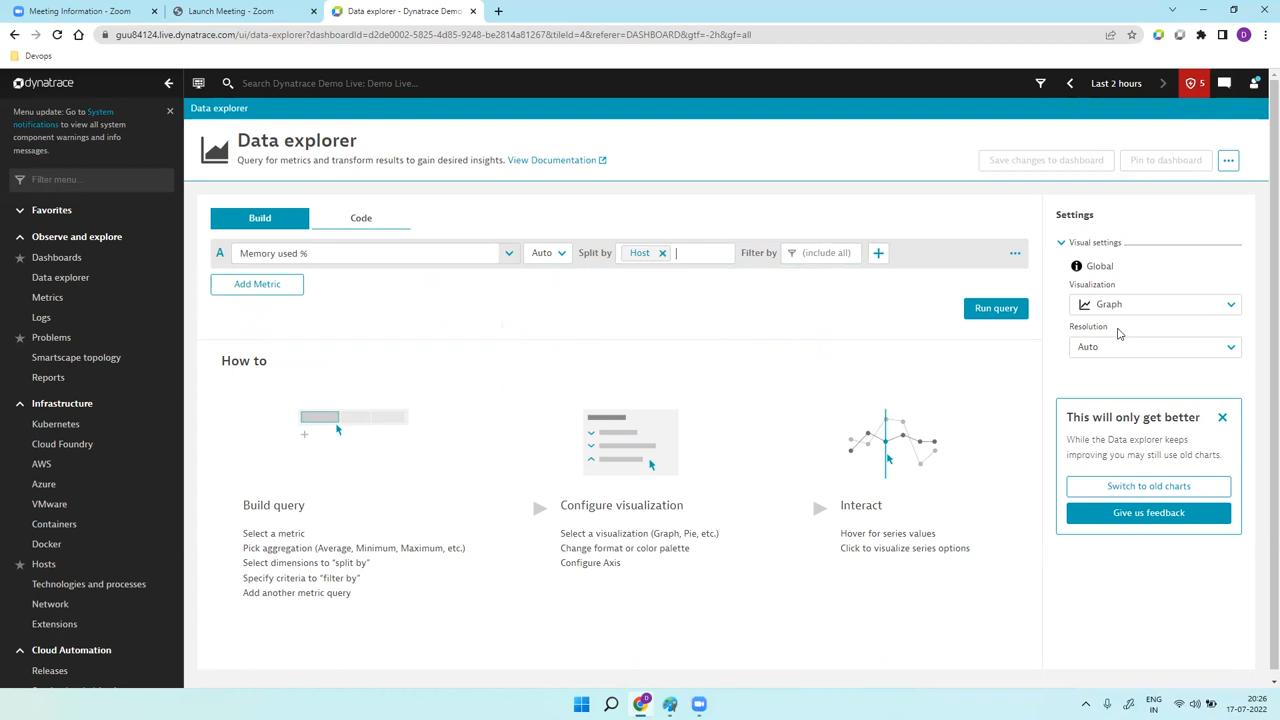 Meeting Information - Zoom
Launch Meeting - Zoom
Data explorer - Dynatrace Demo
guu84124.live.dynatrace.com/ui/data-explorer?dashboardId=d2de0002-5825-4d85-9248-be2814a81267&tileId=4&referer=DASHBOARD&gtf=-2h&gf=all
D
Devops
dynatrace
Search Dynatrace Demo Live: Demo Live...
Last 2 hours
5
Menu update: Go to System
notifications to view all system
component warnings and info
messages.
Filter menu...
Favorites
Observe and explore
Dashboards
Data explorer
Metrics
Logs
Problems
Smartscape topology
Reports
Infrastructure
Kubernetes
Cloud Foundry
AWS
Azure
VMware
Containers
Docker
Hosts
Technologies and processes
Network
Extensions
Cloud Automation
Releases
Data explorer
Data explorer
Query for metrics and transform results to gain desired insights. View Documentation
Save changes to dashboard
Pin to dashboard
Build
Code
A
Memory used %
Auto
Split by
Host
Filter by
(include all)
Add Metric
Run query
How to
Build query
Select a metric
Pick aggregation (Average, Minimum, Maximum, etc.)
Select dimensions to “split by”
Specify criteria to “filter by”
Add another metric query
Configure visualization
Select a visualization (Graph, Pie, etc.)
Change format or color palette
Configure Axis
Interact
Hover for series values
Click to visualize series options
Settings
Visual settings
Global
Visualization
Graph
Resolution
Auto
This will only get better
While the Data explorer keeps
improving you may still use old charts.
Switch to old charts
Give us feedback
ENG
IN
20:26
17-07-2022